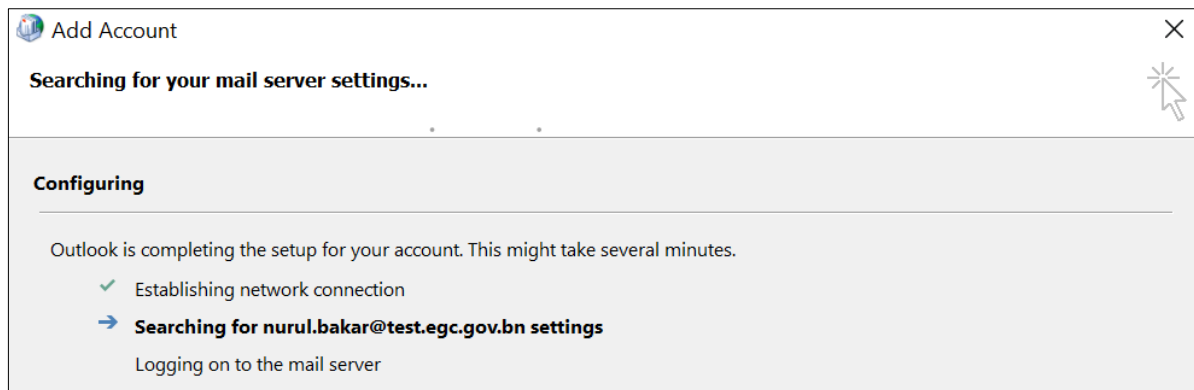 Add Account
Searching for your mail server settings...
Configuring
Outlook is completing the setup for your account. This might take several minutes.
Establishing network connection
Searching for nurul.bakar@test.egc.gov.bn settings
Logging on to the mail server